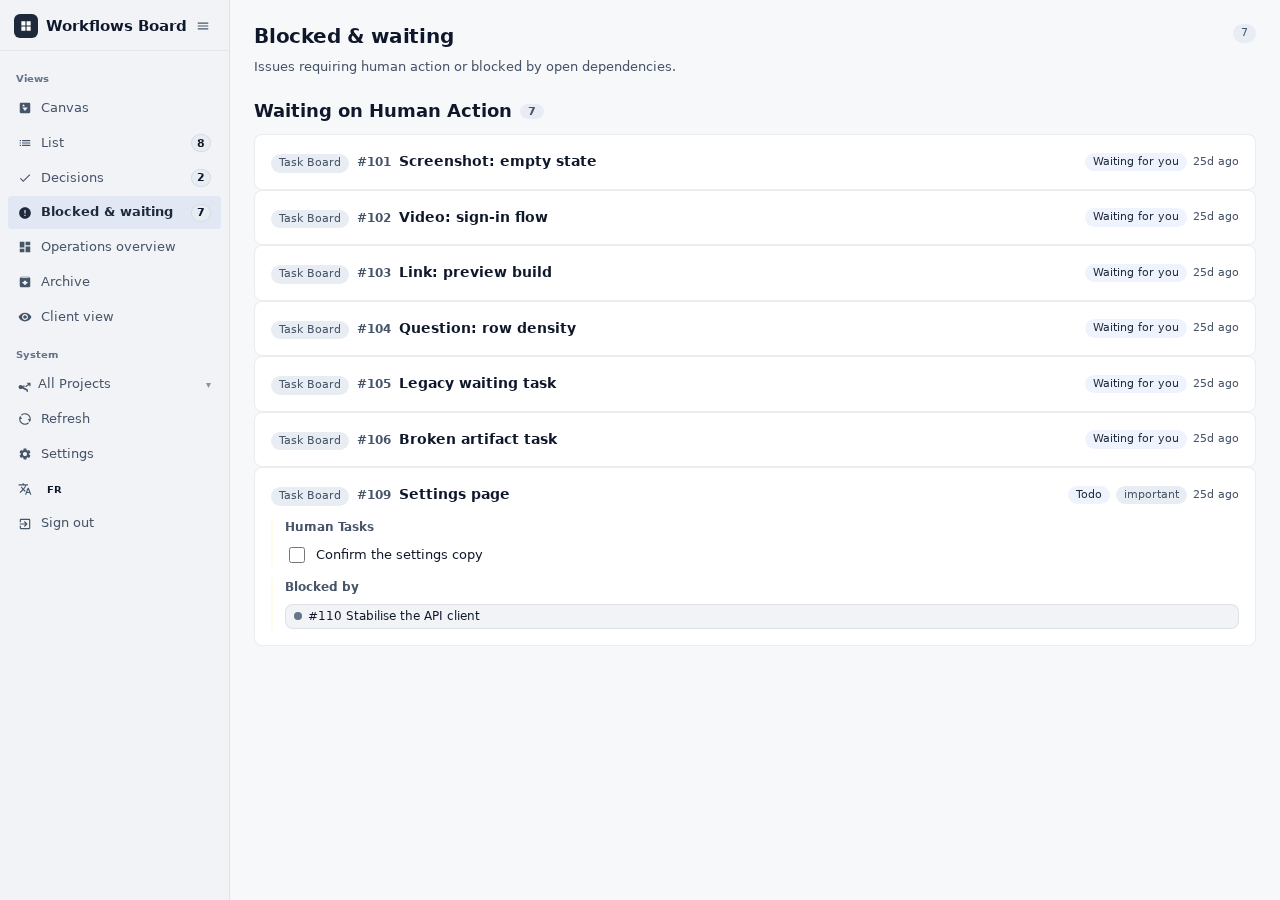 Workflows Board
Views
Canvas
List 8
Decisions 2
Blocked & waiting 7
Operations overview
Archive
Client view
System
All Projects
Refresh
Settings
FR
Sign out
Blocked & waiting 7
Issues requiring human action or blocked by open dependencies.
Waiting on Human Action 7
Task Board #101 Screenshot: empty state Waiting for you 25d ago
Task Board #102 Video: sign-in flow Waiting for you 25d ago
Task Board #103 Link: preview build Waiting for you 25d ago
Task Board #104 Question: row density Waiting for you 25d ago
Task Board #105 Legacy waiting task Waiting for you 25d ago
Task Board #106 Broken artifact task Waiting for you 25d ago
Task Board #109 Settings page Todo important 25d ago
Human Tasks
Confirm the settings copy
Blocked by
#110 Stabilise the API client